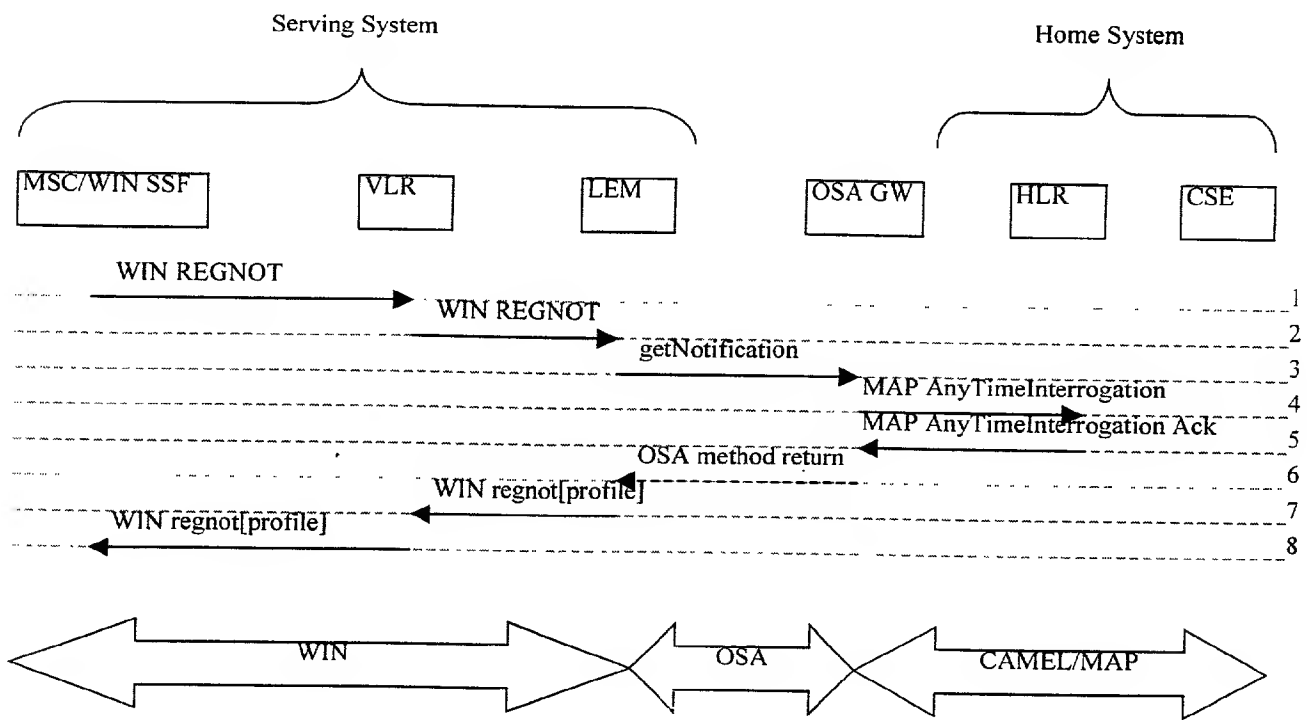 Serving System
Home System
MSC/WIN SSF
VLR
LEM
OSA GW
HLR
CSE
WIN REGNOT
1
WIN REGNOT
2
getNotification
3
MAP AnyTimeInterrogation
4
MAP AnyTimeInterrogation Ack
5
OSA method return
6
WIN regnot[profile]
7
WIN regnot[profile]
8
WIN
OSA
CAMEL/MAP